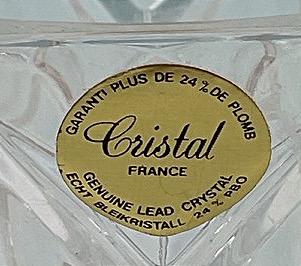 GARANTI PLUS DE 24 % DE PLOMB
Cristal
FRANCE
GENUINE LEAD CRYSTAL
ECHT BLEIKRISTALL 24 % PBO